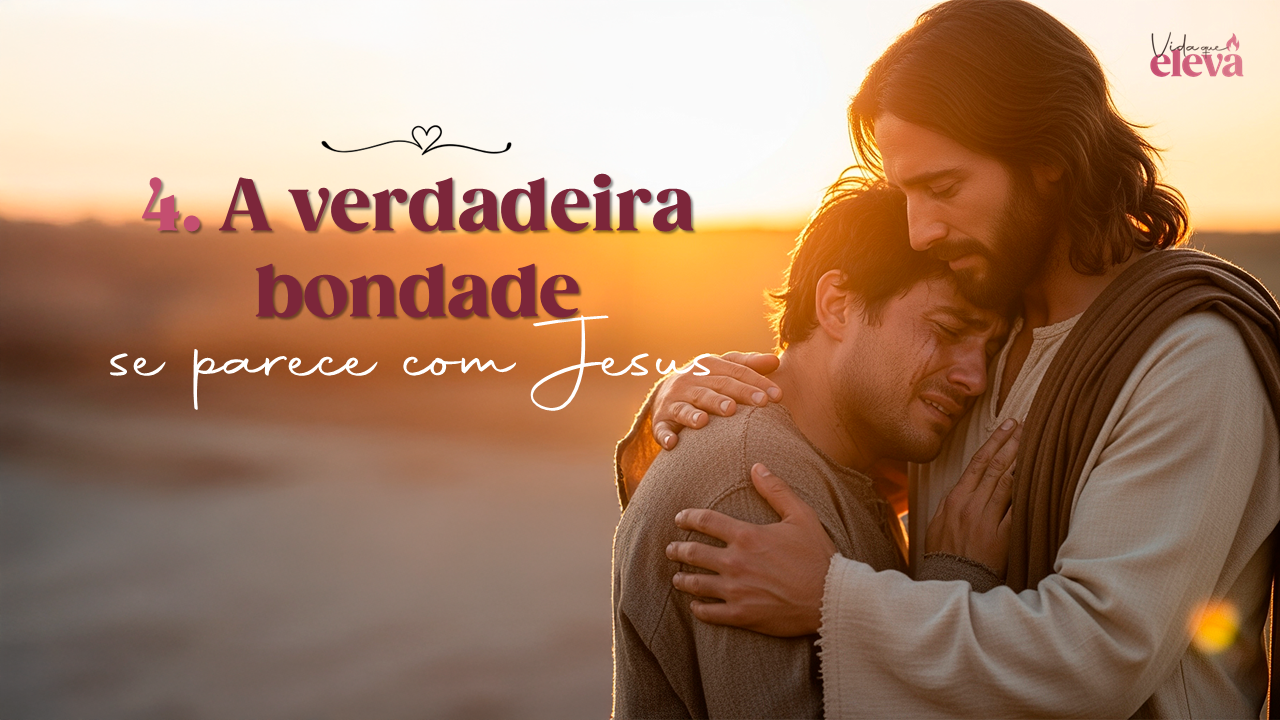 Vida que
eleva
4. A verdadeira
bondade
se parece com Jesus